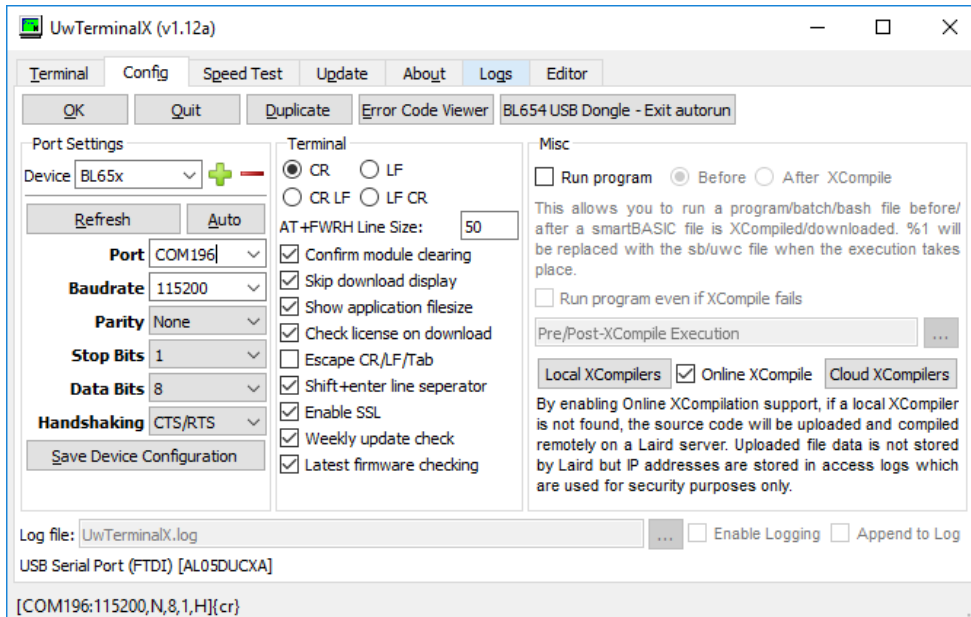 UwTerminalX (v1.12a)
Terminal Config Speed Test Update About Logs Editor
OK Quit Duplicate Error Code Viewer BL654 USB Dongle - Exit autorun
Port Settings
Device BL65x
Refresh Auto
Port COM196
Baudrate 115200
Parity None
Stop Bits 1
Data Bits 8
Handshaking CTS/RTS
Save Device Configuration
Terminal
CR LF
CR LF LF CR
AT+FWRH Line Size: 50
Confirm module clearing
Skip download display
Show application filesize
Check license on download
Escape CR/LF/Tab
Shift+enter line seperator
Enable SSL
Weekly update check
Latest firmware checking
Misc
Run program Before After XCompile
This allows you to run a program/batch/bash file before/
after a smartBASIC file is XCompiled/downloaded. %1 will
be replaced with the sb/uwc file when the execution takes
place.
Run program even if XCompile fails
Pre/Post-XCompile Execution ...
Local XCompilers Online XCompile Cloud XCompilers
By enabling Online XCompilation support, if a local XCompiler
is not found, the source code will be uploaded and compiled
remotely on a Laird server. Uploaded file data is not stored
by Laird but IP addresses are stored in access logs which
are used for security purposes only.
Log file: UwTerminalX.log ... Enable Logging Append to Log
USB Serial Port (FTDI) [AL05DUCXA]
[COM196:115200,N,8,1,H]{cr}